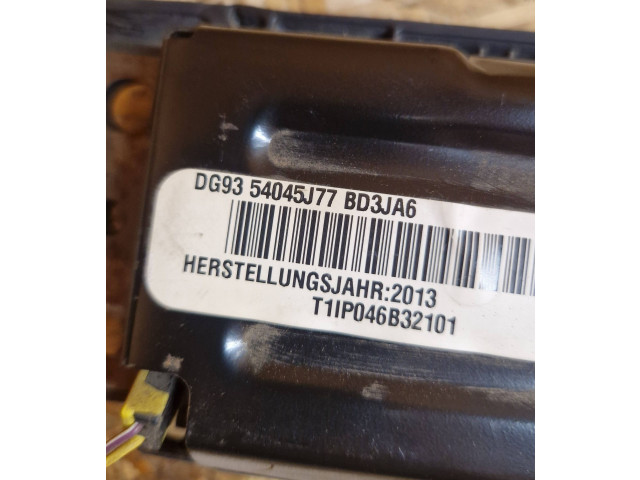 DG93 54045J77 BD3JA6
HERSTELLUNGSJAHR:2013
T1IP046B32101